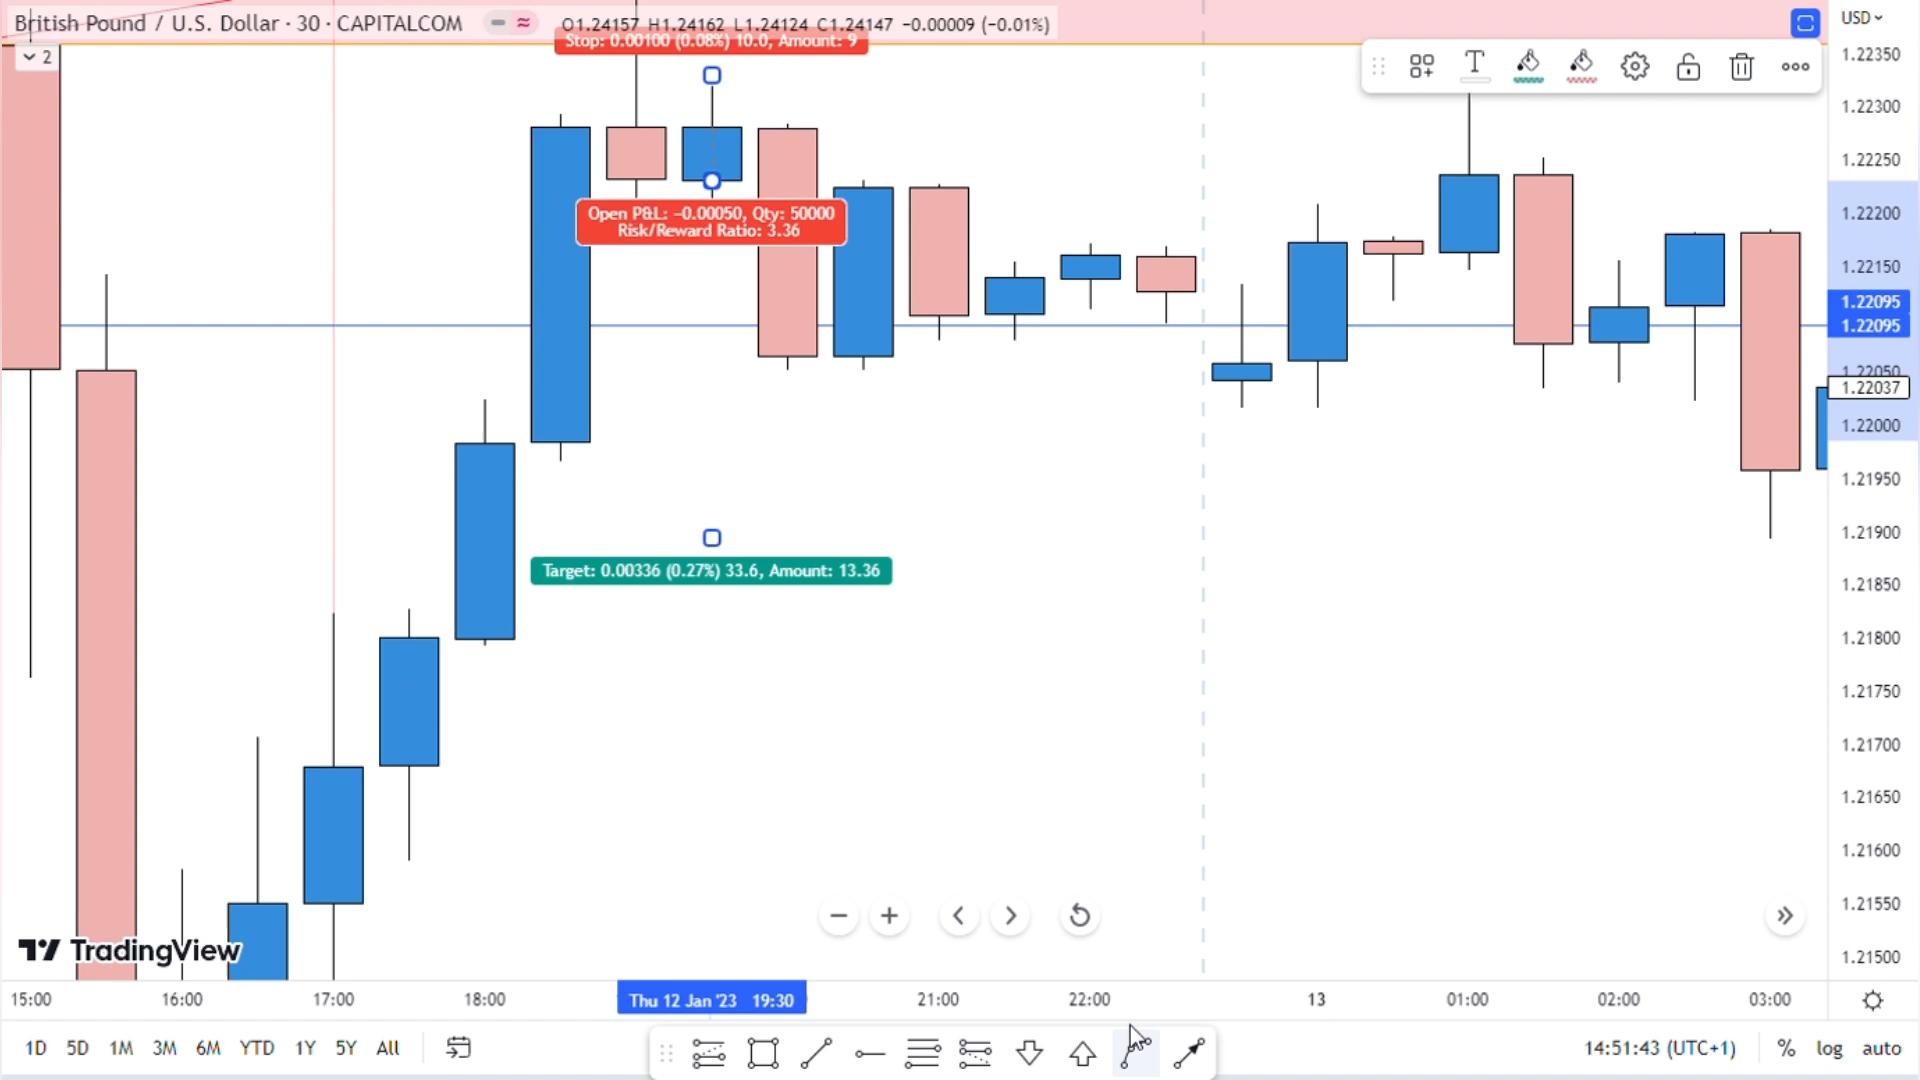 British Pound / U.S. Dollar · 30 · CAPITALCOM
O1.24157 H1.24162 L1.24124 C1.24147 −0.00009 (−0.01%)
USD
2
Stop: 0.00100 (0.08%) 10.0, Amount: 9
Open P&L: −0.00050, Qty: 50000
Risk/Reward Ratio: 3.36
Target: 0.00336 (0.27%) 33.6, Amount: 13.36
1.22350
1.22300
1.22250
1.22200
1.22150
1.22095
1.22095
1.22050
1.22037
1.22000
1.21950
1.21900
1.21850
1.21800
1.21750
1.21700
1.21650
1.21600
1.21550
1.21500
TradingView
15:00 16:00 17:00 18:00 Thu 12 Jan '23 19:30 21:00 22:00 13 01:00 02:00 03:00
1D 5D 1M 3M 6M YTD 1Y 5Y All
14:51:43 (UTC+1) % log auto